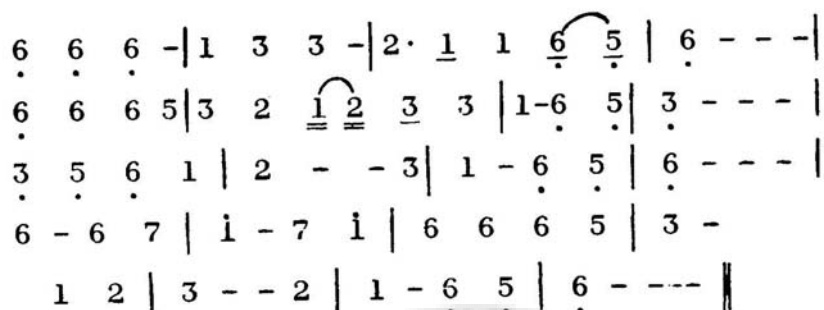 6̣ 6̣ 6̣ -| 1 3 3 -| 2· 1̲ 1 6̣̲ 5̣̲ | 6̣ - - -|
6̣ 6 6 5| 3 2 1̳ 2̳ 3̲ 3 | 1-6̣ 5̣ | 3̣ - - - |
3̣ 5̣ 6̣ 1 | 2 - - 3| 1 - 6̣ 5̣ | 6̣ - - - |
6 - 6 7 | i - 7 i | 6 6 6 5 | 3 -
1 2 | 3 - - 2 | 1 - 6̣ 5̣ | 6̣ - --- ‖